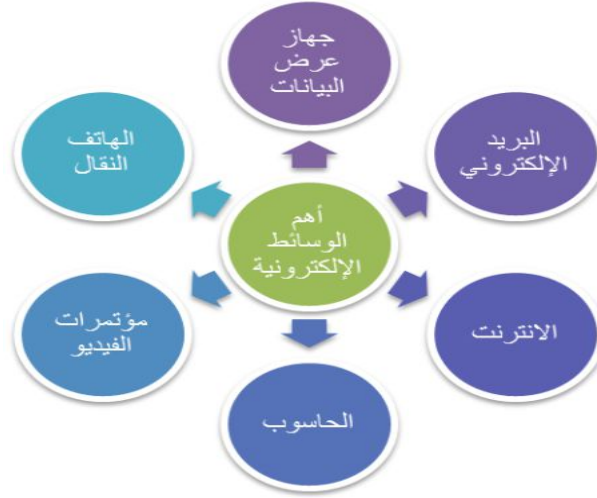 جهاز
عرض
البيانات
البريد
الإلكتروني
الانترنت
الحاسوب
مؤتمرات
الفيديو
الهاتف
النقال
أهم
الوسائط
الإلكترونية